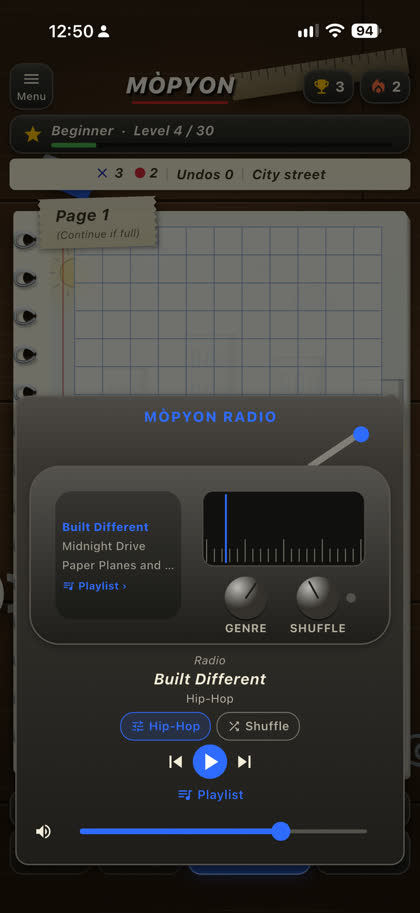 12:50
94
Menu
MÒPYON
3
2
Beginner · Level 4 / 30
3 2 Undos 0 City street
Page 1
(Continue if full)
MÒPYON RADIO
Built Different
Midnight Drive
Paper Planes and ...
Playlist ›
GENRE SHUFFLE
Radio
Built Different
Hip-Hop
Hip-Hop Shuffle
Playlist